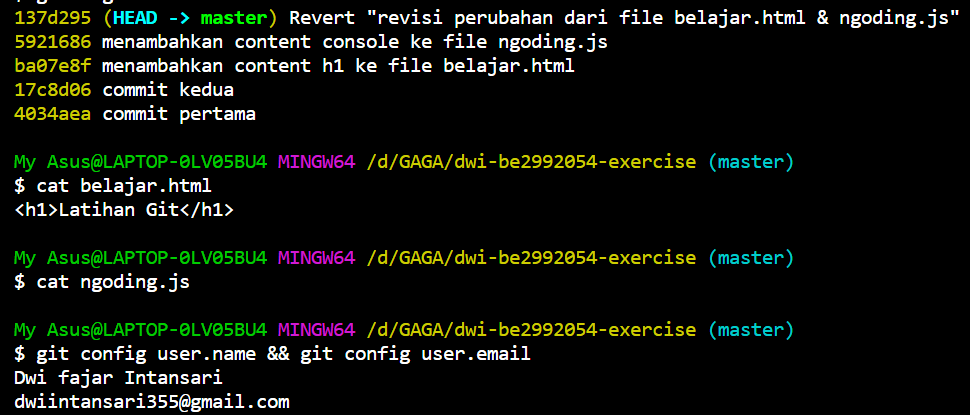 137d295 (HEAD -> master) Revert "revisi perubahan dari file belajar.html & ngoding.js"
5921686 menambahkan content console ke file ngoding.js
ba07e8f menambahkan content h1 ke file belajar.html
17c8d06 commit kedua
4034aea commit pertama
My Asus@LAPTOP-0LV05BU4 MINGW64 /d/GAGA/dwi-be2992054-exercise (master)
$ cat belajar.html
<h1>Latihan Git</h1>
My Asus@LAPTOP-0LV05BU4 MINGW64 /d/GAGA/dwi-be2992054-exercise (master)
$ cat ngoding.js
My Asus@LAPTOP-0LV05BU4 MINGW64 /d/GAGA/dwi-be2992054-exercise (master)
$ git config user.name && git config user.email
Dwi fajar Intansari
dwiintansari355@gmail.com